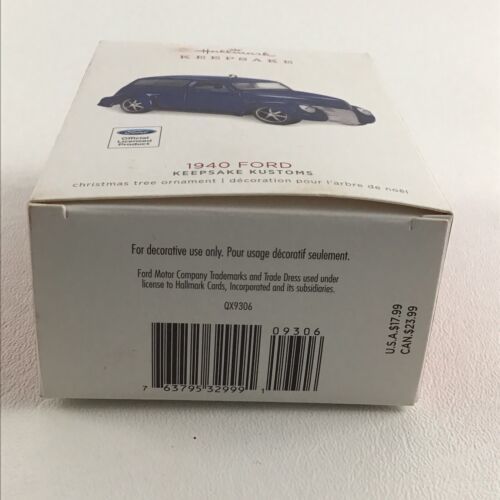 Hallmark
KEEPSAKE
Ford
Official
Licensed
Product
1940 FORD
KEEPSAKE KUSTOMS
christmas tree ornament | décoration pour l'arbre de noël
For decorative use only. Pour usage décoratif seulement.
Ford Motor Company Trademarks and Trade Dress used under
license to Hallmark Cards, Incorporated and its subsidiaries.
QX9306
09306
7 63795 32999 1
U.S.A.$17.99
CAN.$23.99